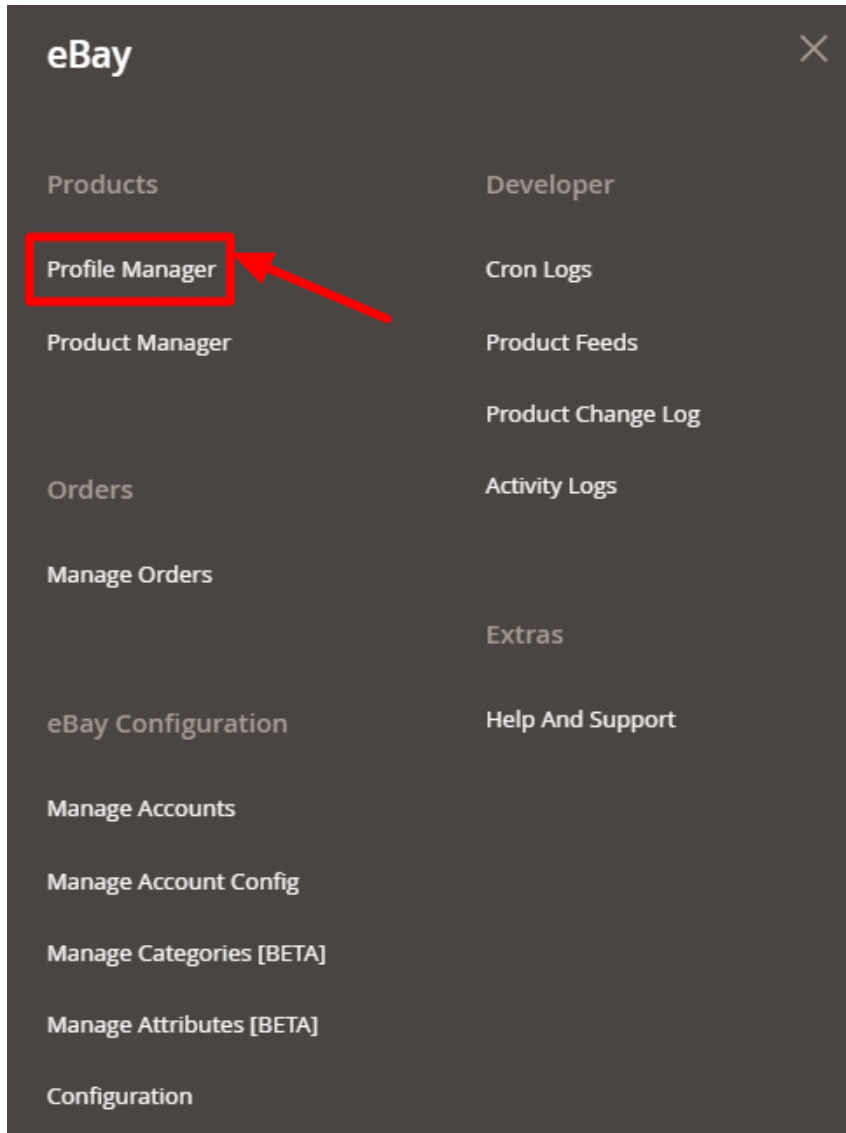 eBay
Products
Profile Manager
Product Manager
Orders
Manage Orders
eBay Configuration
Manage Accounts
Manage Account Config
Manage Categories [BETA]
Manage Attributes [BETA]
Configuration
Developer
Cron Logs
Product Feeds
Product Change Log
Activity Logs
Extras
Help And Support